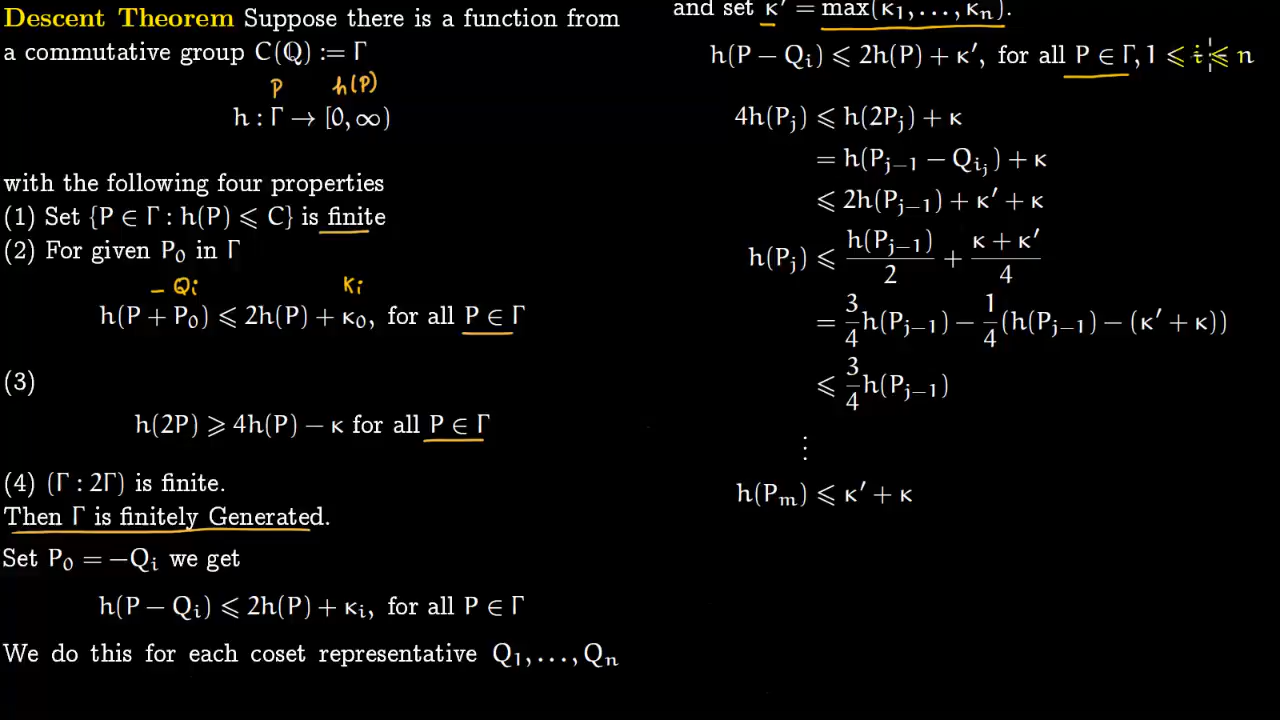 Descent Theorem Suppose there is a function from
a commutative group C(ℚ) := Γ
P h(P)
h : Γ → [0, ∞)
with the following four properties
(1) Set {P ∈ Γ : h(P) ⩽ C} is finite
(2) For given P₀ in Γ
− Qi κi
h(P + P₀) ⩽ 2h(P) + κ₀, for all P ∈ Γ
(3)
h(2P) ⩾ 4h(P) − κ for all P ∈ Γ
(4) (Γ : 2Γ) is finite.
Then Γ is finitely Generated.
Set P₀ = −Qᵢ we get
h(P − Qᵢ) ⩽ 2h(P) + κᵢ, for all P ∈ Γ
We do this for each coset representative Q₁, . . . , Qₙ
and set κ′ = max(κ₁, . . . , κₙ).
h(P − Qᵢ) ⩽ 2h(P) + κ′, for all P ∈ Γ, 1 ⩽ i ⩽ n
4h(Pⱼ) ⩽ h(2Pⱼ) + κ
= h(Pⱼ₋₁ − Q_{i_j}) + κ
⩽ 2h(Pⱼ₋₁) + κ′ + κ
h(Pⱼ) ⩽ h(Pⱼ₋₁)/2 + (κ + κ′)/4
= 3/4 h(Pⱼ₋₁) − 1/4 (h(Pⱼ₋₁) − (κ′ + κ))
⩽ 3/4 h(Pⱼ₋₁)
⋮
h(Pₘ) ⩽ κ′ + κ